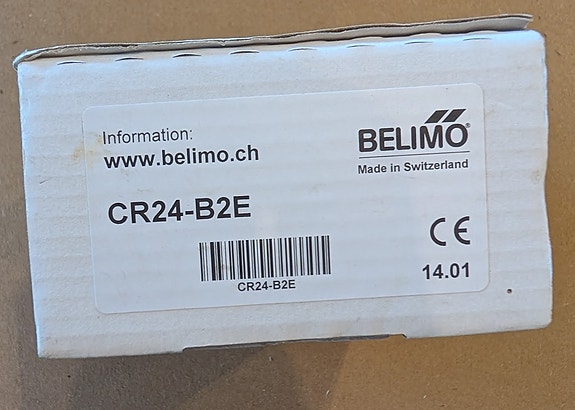 Information:
www.belimo.ch
BELIMO®
Made in Switzerland
CR24-B2E
CE
CR24-B2E
14.01